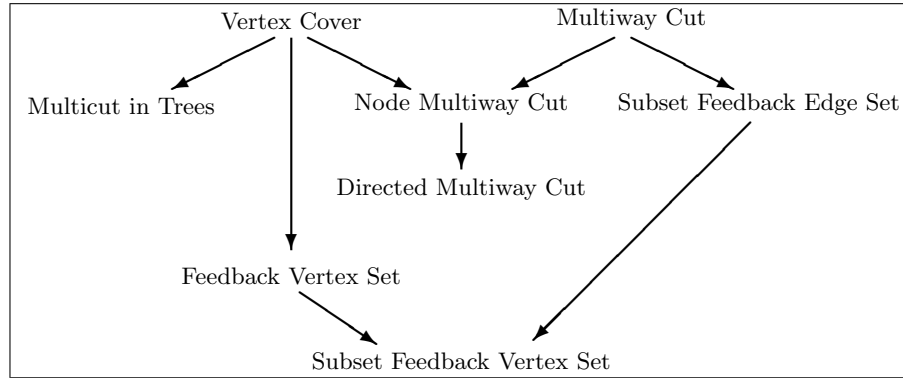 Vertex Cover
Multiway Cut
Multicut in Trees
Node Multiway Cut
Subset Feedback Edge Set
Directed Multiway Cut
Feedback Vertex Set
Subset Feedback Vertex Set